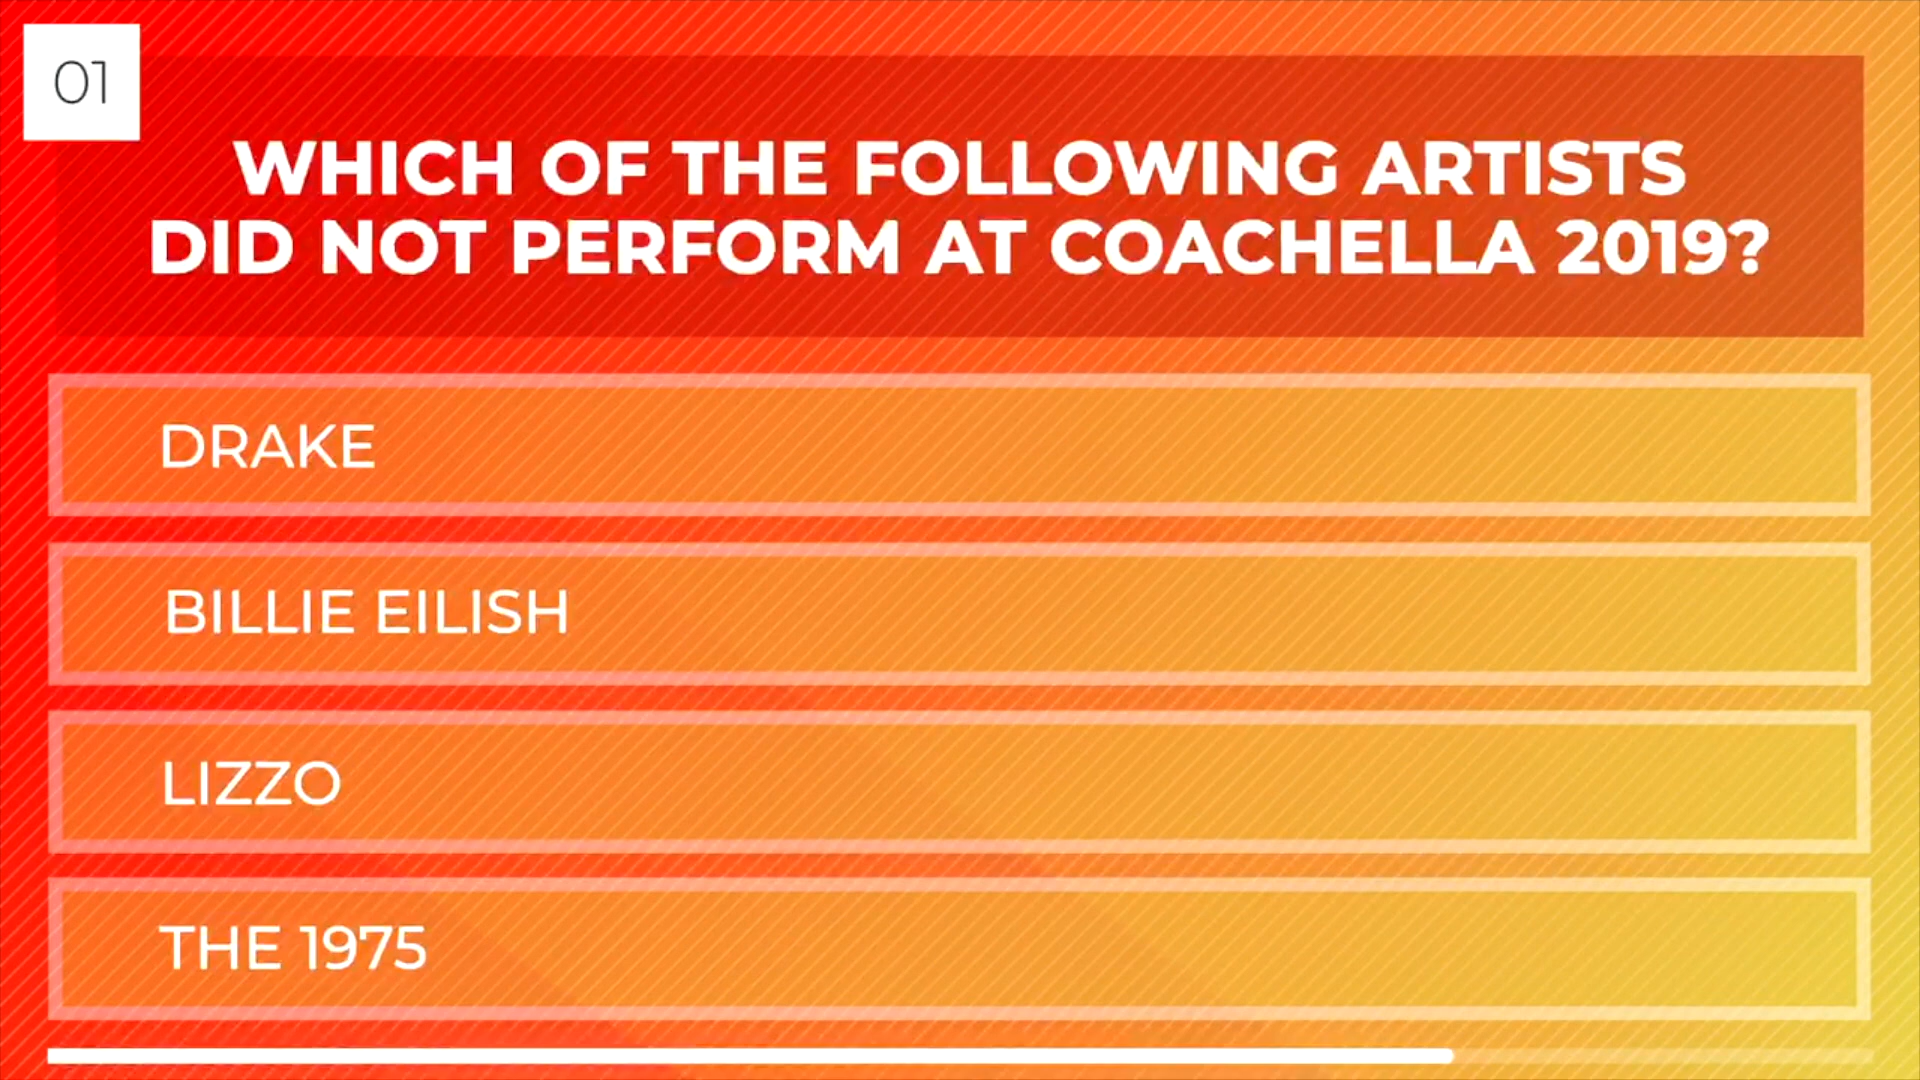 01
WHICH OF THE FOLLOWING ARTISTS
DID NOT PERFORM AT COACHELLA 2019?
DRAKE
BILLIE EILISH
LIZZO
THE 1975